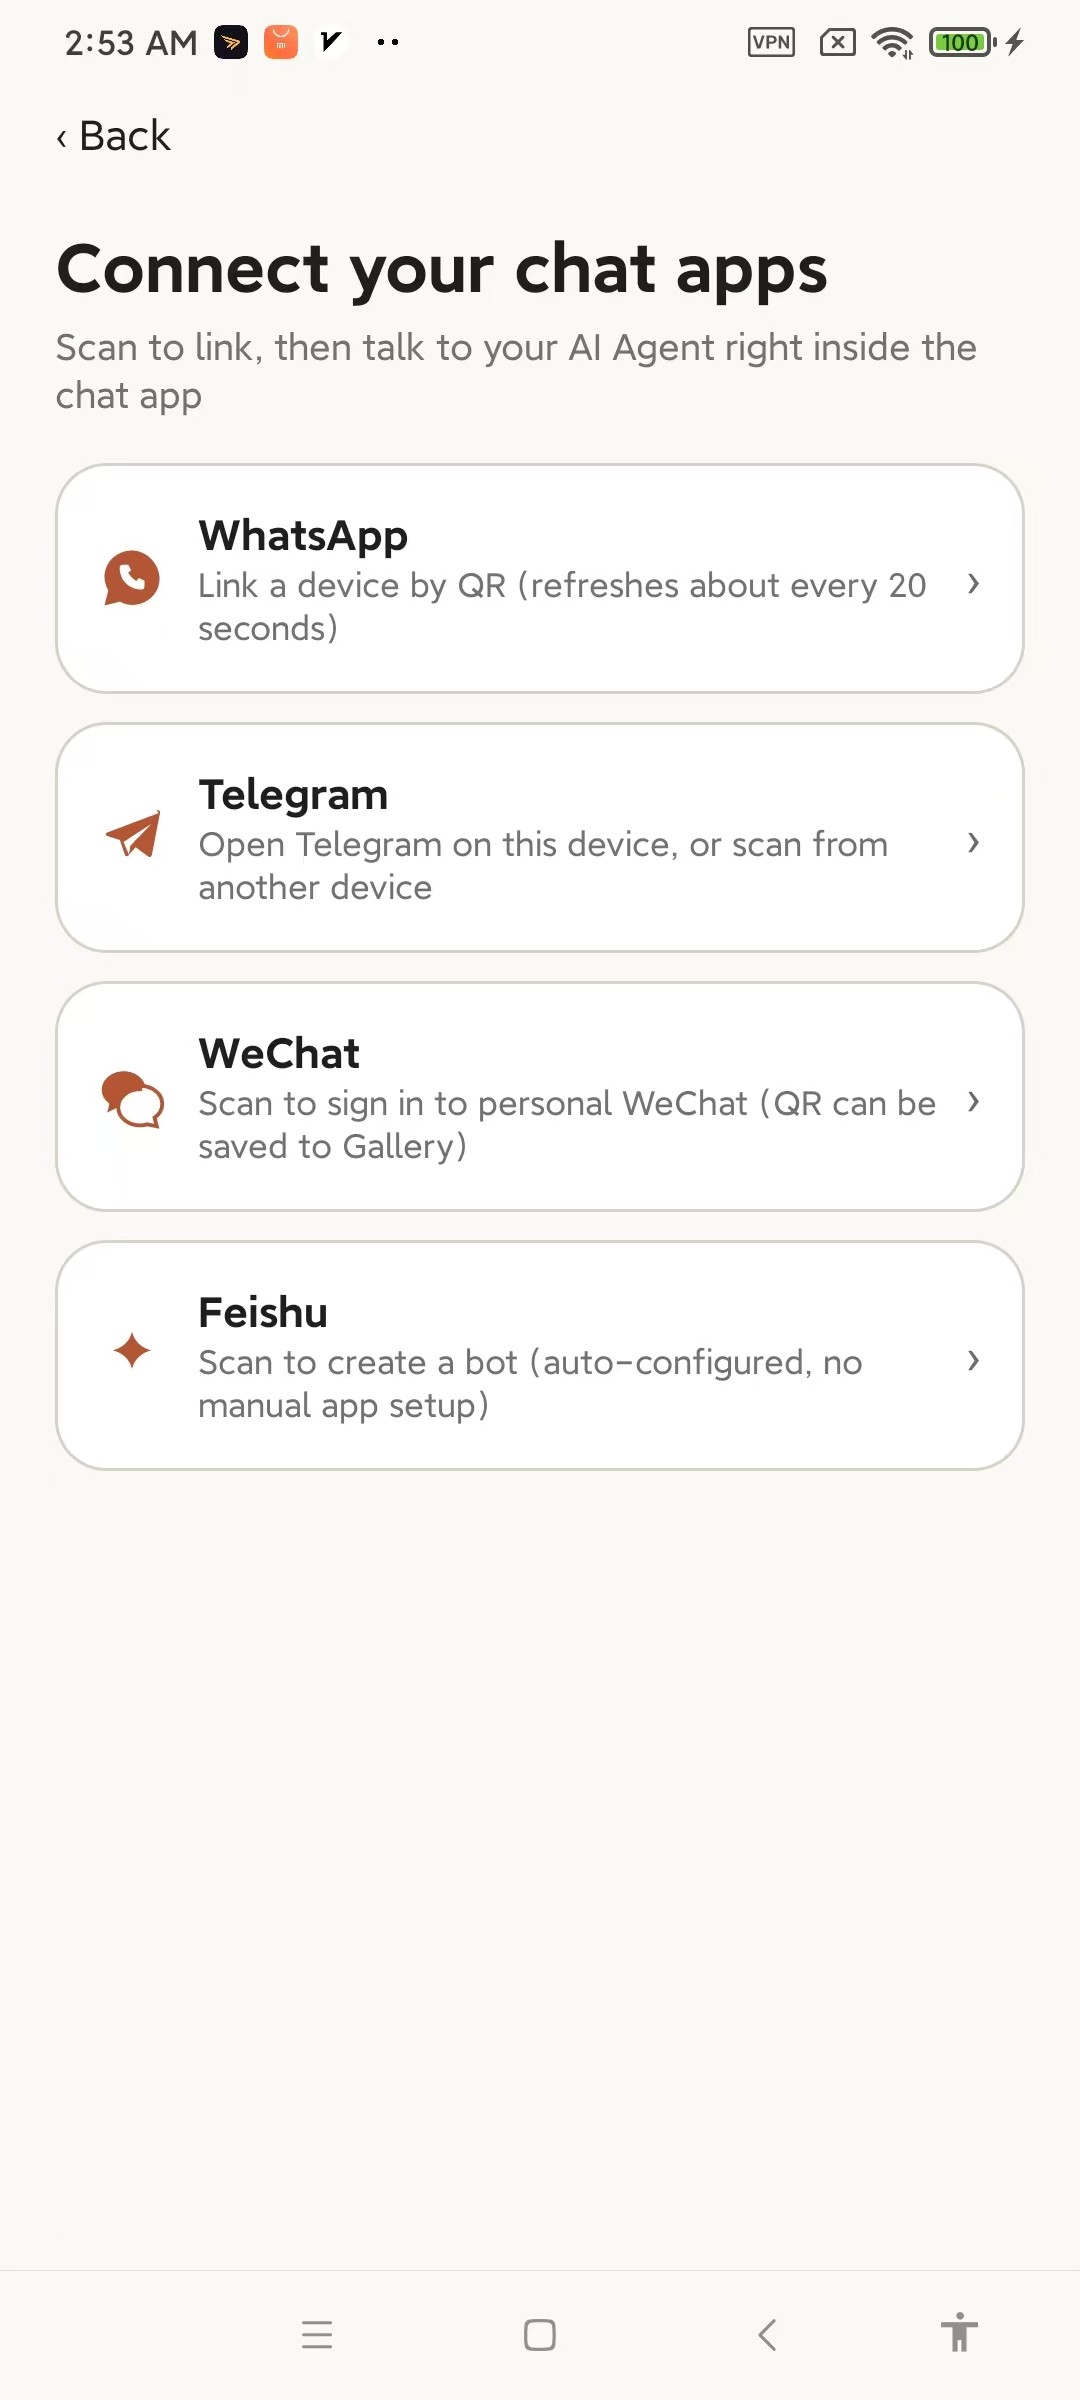 2:53 AM
VPN
100
‹ Back
Connect your chat apps
Scan to link, then talk to your AI Agent right inside the
chat app
WhatsApp
Link a device by QR (refreshes about every 20
seconds)
Telegram
Open Telegram on this device, or scan from
another device
WeChat
Scan to sign in to personal WeChat (QR can be
saved to Gallery)
Feishu
Scan to create a bot (auto-configured, no
manual app setup)